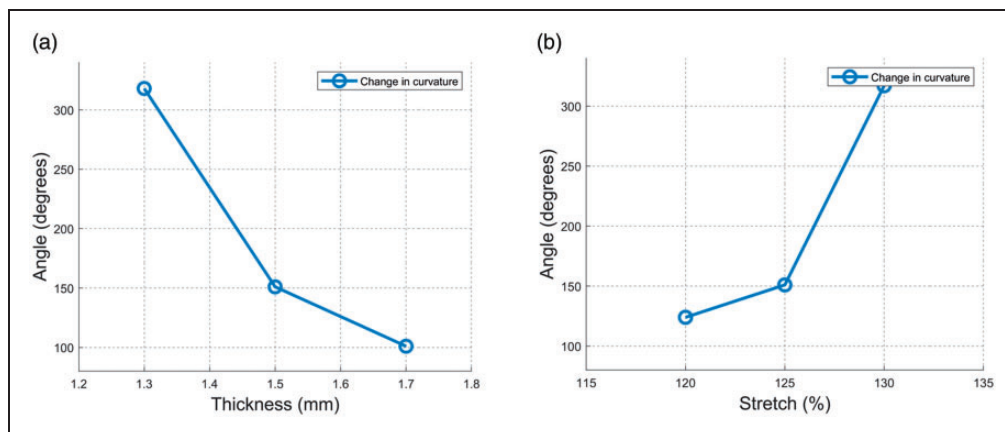 (a)
Change in curvature
300
250
200
150
100
Angle (degrees)
1.2 1.3 1.4 1.5 1.6 1.7 1.8
Thickness (mm)
(b)
Change in curvature
300
250
200
150
100
Angle (degrees)
115 120 125 130 135
Stretch (%)